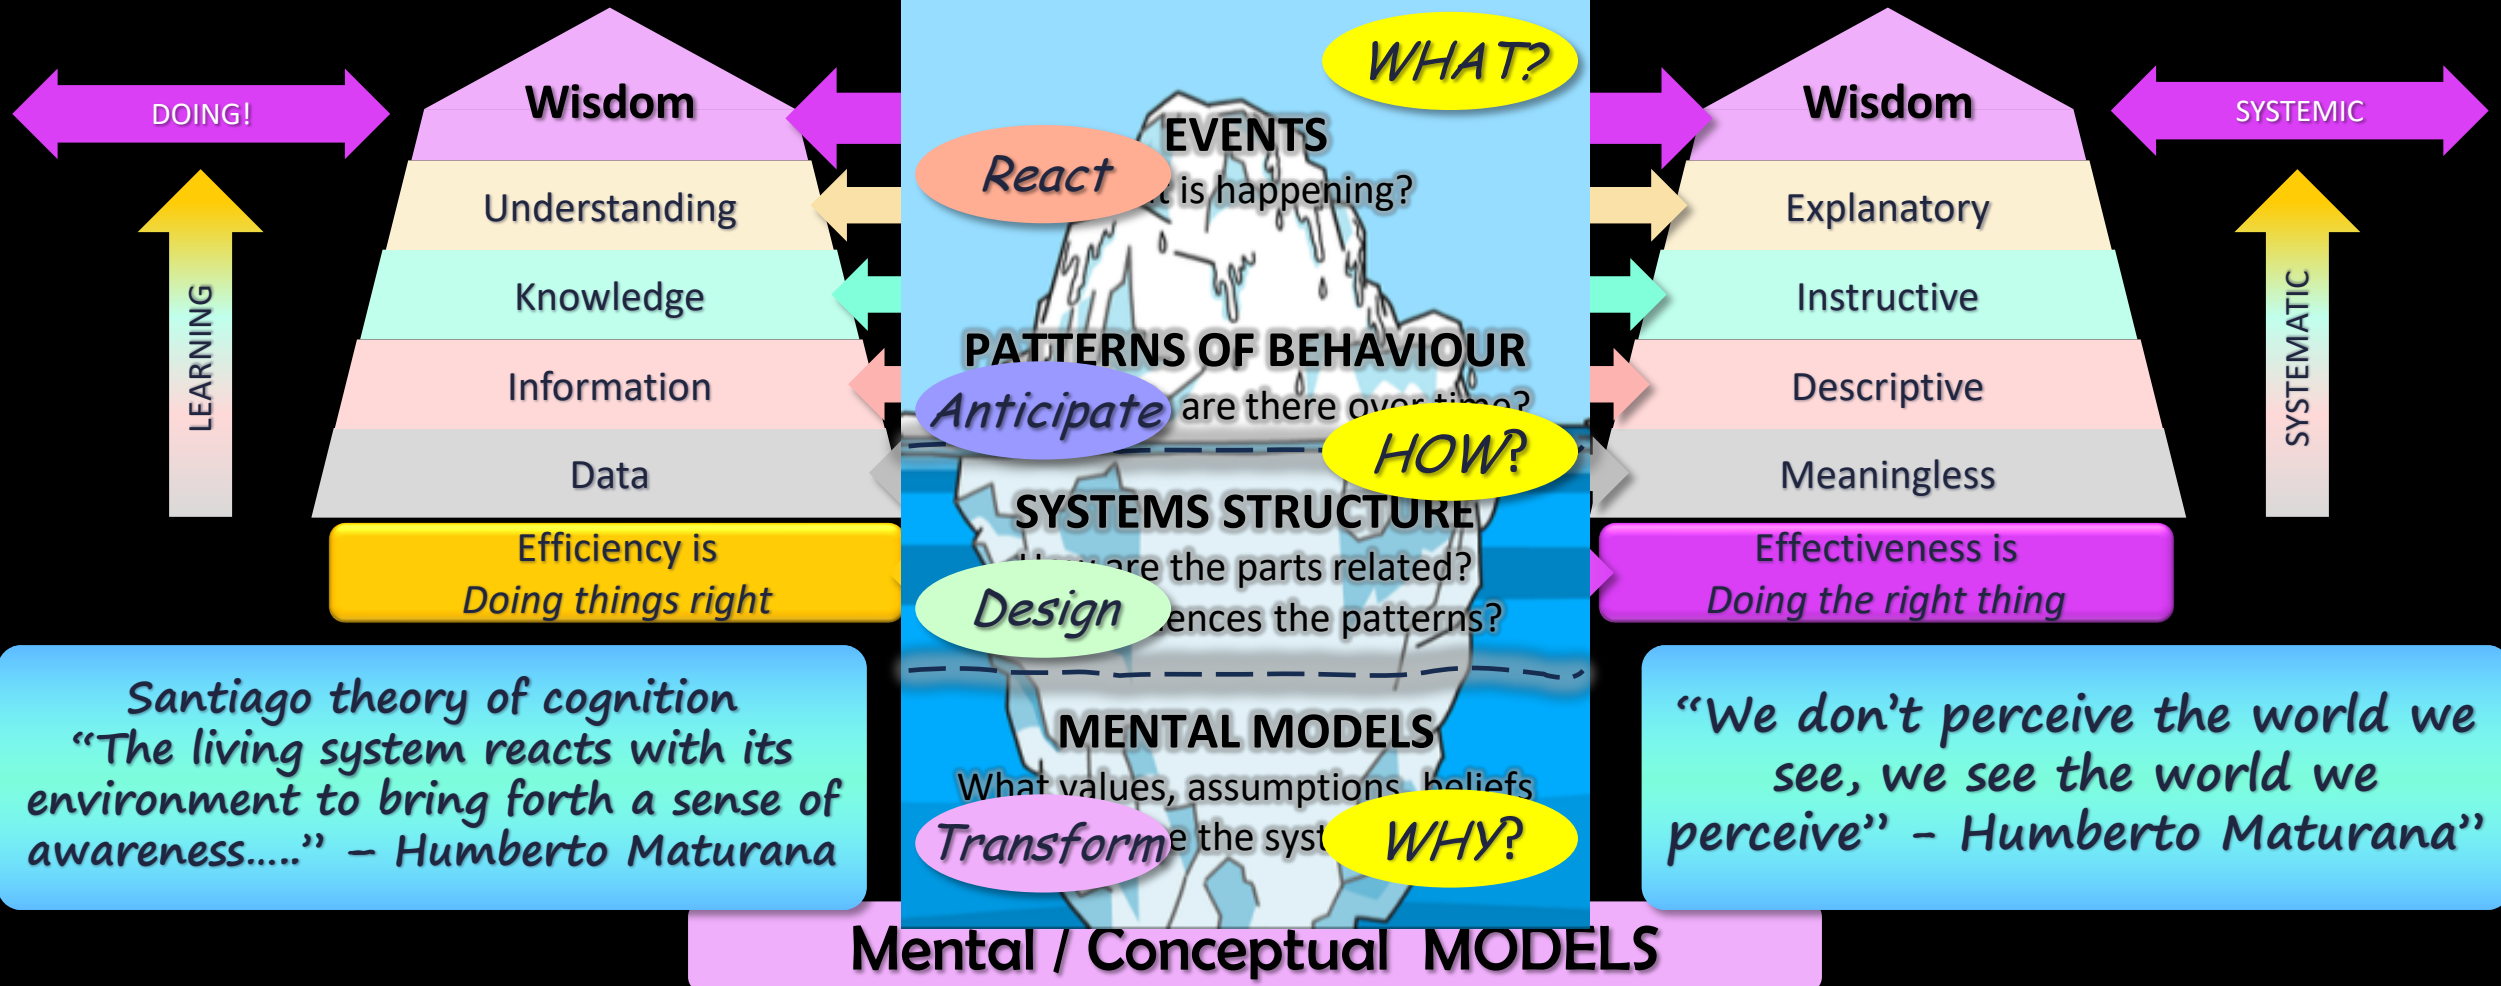 DOING!
LEARNING
Wisdom
Understanding
Knowledge
Information
Data
Efficiency is
Doing things right
Santiago theory of cognition
“The living system reacts with its
environment to bring forth a sense of
awareness.....” – Humberto Maturana
WHAT?
EVENTS
React
is happening?
PATTERNS OF BEHAVIOUR
Anticipate
are there over time?
HOW?
SYSTEMS STRUCTURE
are the parts related?
Design
the patterns?
MENTAL MODELS
What values, assumptions, beliefs
Transform
the
WHY?
Wisdom
Explanatory
Instructive
Descriptive
Meaningless
SYSTEMIC
SYSTEMATIC
Effectiveness is
Doing the right thing
“We don’t perceive the world we
see, we see the world we
perceive” – Humberto Maturana”
Mental / Conceptual MODELS